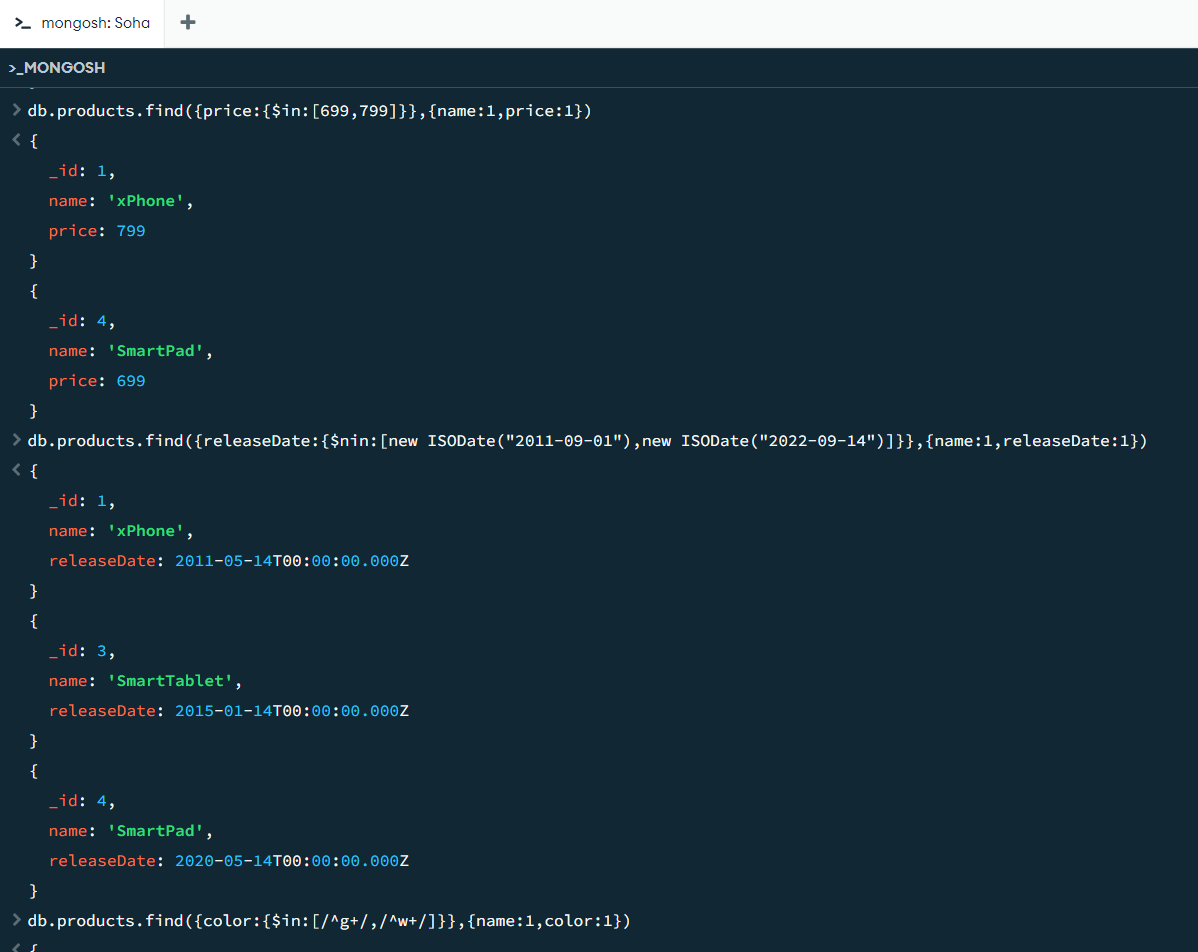 >_ mongosh: Soha +
>_MONGOSH
> db.products.find({price:{$in:[699,799]}},{name:1,price:1})
< {
_id: 1,
name: 'xPhone',
price: 799
}
{
_id: 4,
name: 'SmartPad',
price: 699
}
> db.products.find({releaseDate:{$nin:[new ISODate("2011-09-01"),new ISODate("2022-09-14")]}},{name:1,releaseDate:1})
< {
_id: 1,
name: 'xPhone',
releaseDate: 2011-05-14T00:00:00.000Z
}
{
_id: 3,
name: 'SmartTablet',
releaseDate: 2015-01-14T00:00:00.000Z
}
{
_id: 4,
name: 'SmartPad',
releaseDate: 2020-05-14T00:00:00.000Z
}
> db.products.find({color:{$in:[/^g+/,/^w+/]}},{name:1,color:1})
< {